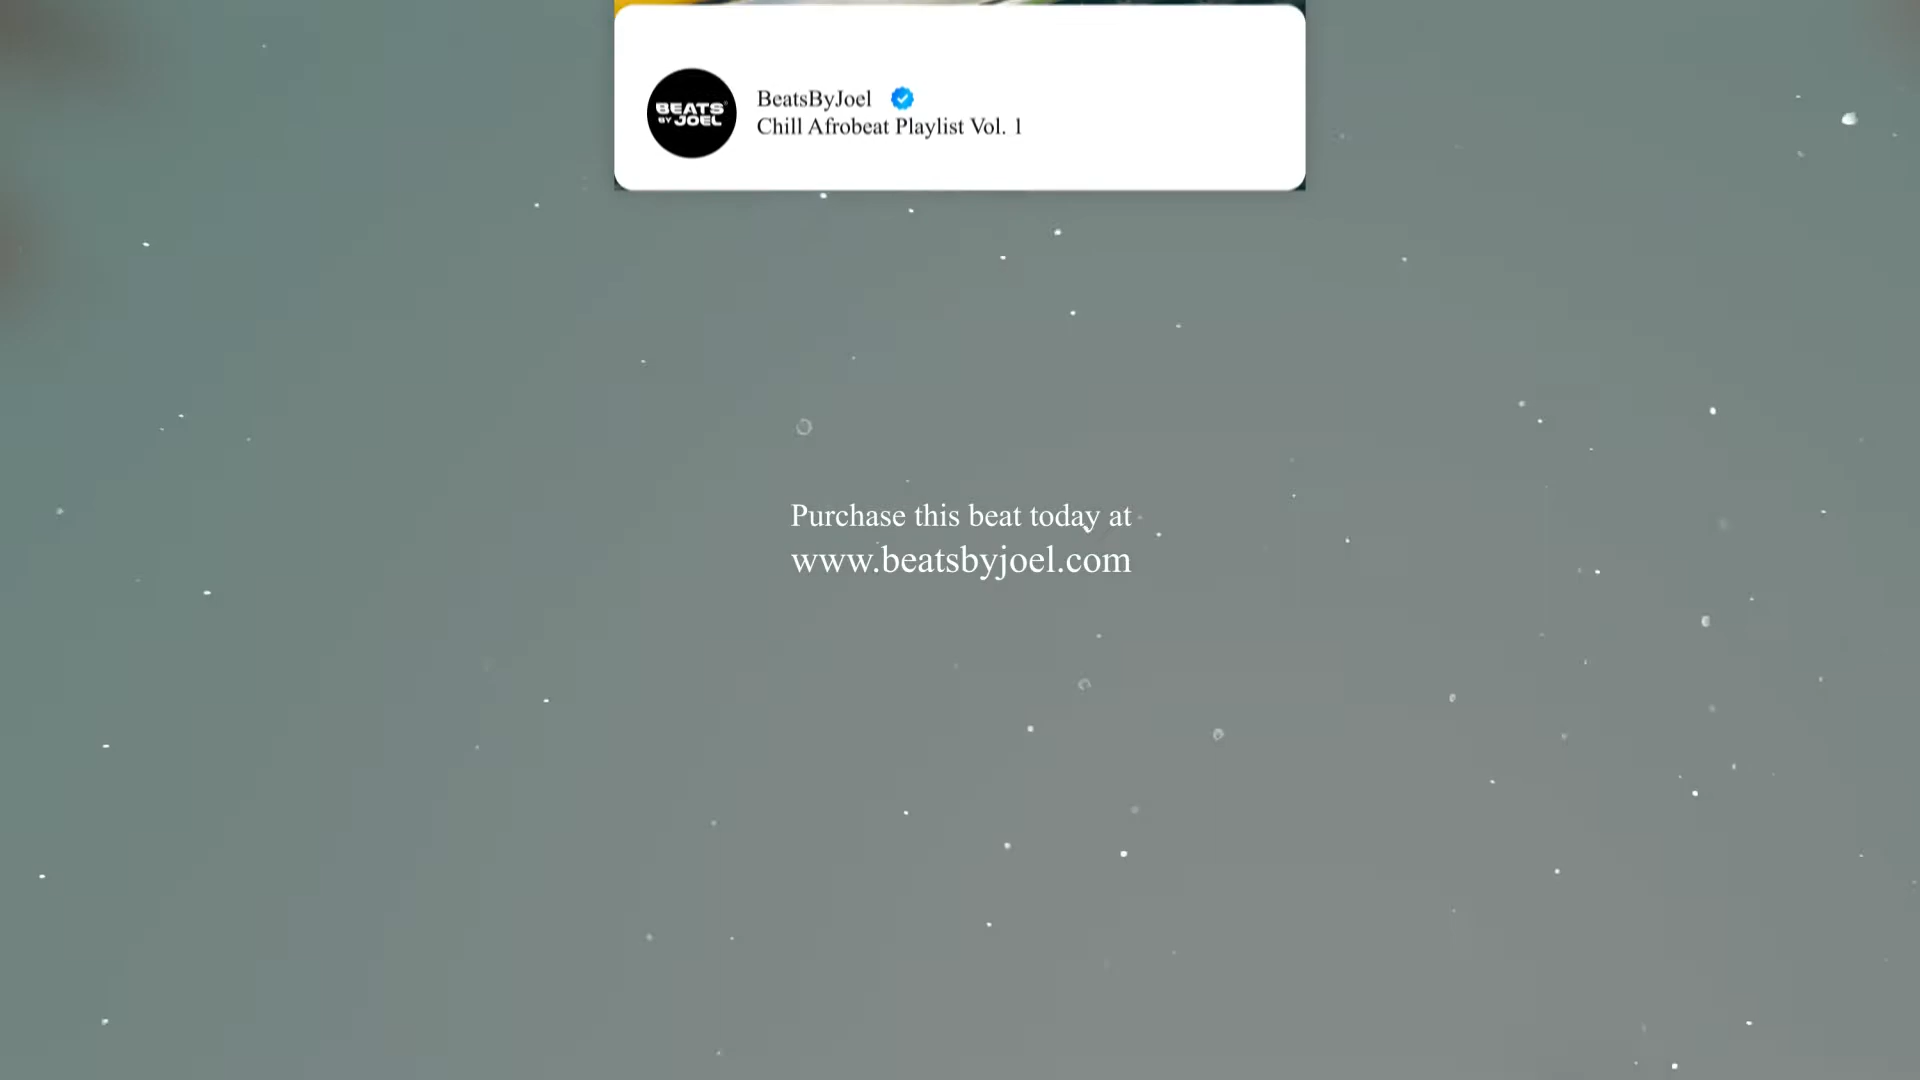 BEATS
BY JOEL
BeatsByJoel
Chill Afrobeat Playlist Vol. 1
Purchase this beat today at
www.beatsbyjoel.com